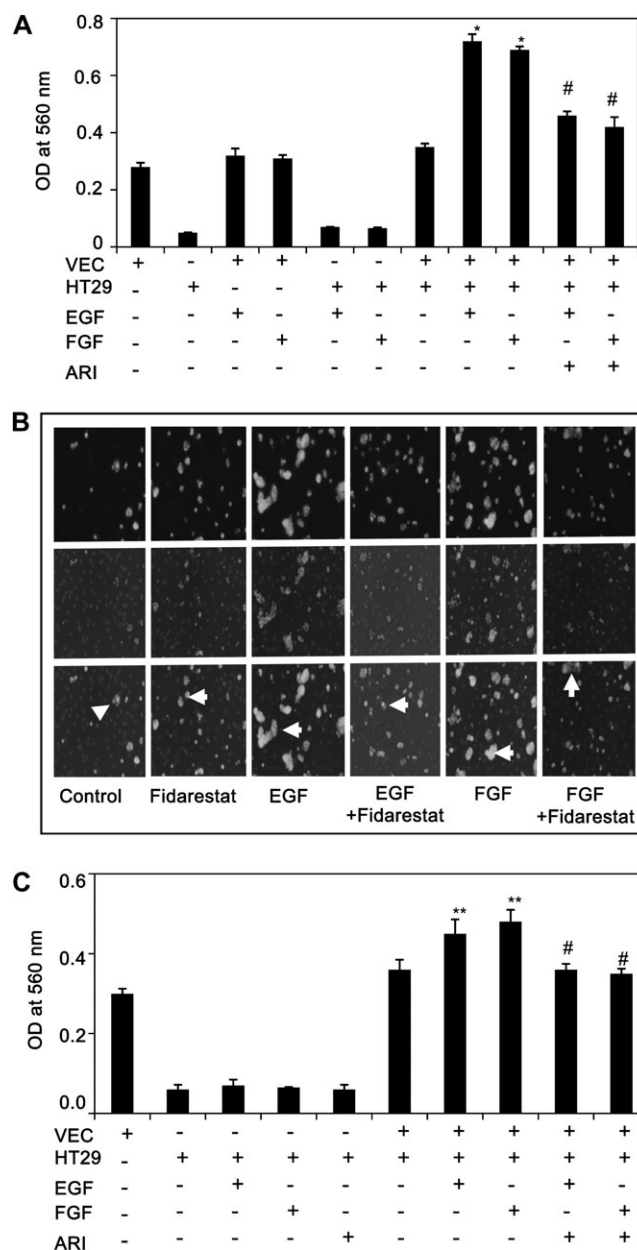 A
OD at 560 nm
0.8
0.6
0.4
0.2
0
* * # #
VEC + - + + - - + + + + +
HT29 - + - - + + + + + + +
EGF - - + - + - - + - + -
FGF - - - + - + - - + - +
ARI - - - - - - - - - + +
B
Control Fidarestat EGF EGF FGF FGF
+Fidarestat +Fidarestat
C
OD at 560 nm
0.6
0.4
0.2
0.0
** ** # #
VEC + - - - - + + + + +
HT29 - + + + + + + + + +
EGF - - + - - - + - + -
FGF - - - + - - - + - +
ARI - - - - + - - - + +